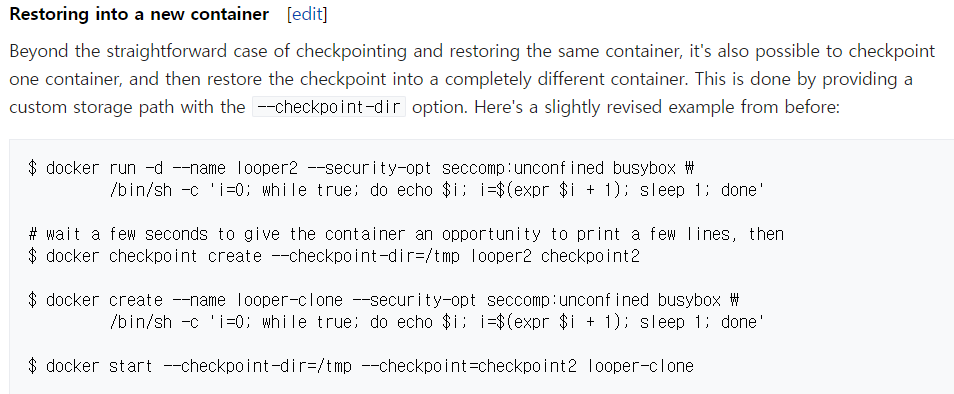 Restoring into a new container [edit]
Beyond the straightforward case of checkpointing and restoring the same container, it's also possible to checkpoint
one container, and then restore the checkpoint into a completely different container. This is done by providing a
custom storage path with the --checkpoint-dir option. Here's a slightly revised example from before:
$ docker run -d --name looper2 --security-opt seccomp:unconfined busybox ₩
/bin/sh -c 'i=0; while true; do echo $i; i=$(expr $i + 1); sleep 1; done'
# wait a few seconds to give the container an opportunity to print a few lines, then
$ docker checkpoint create --checkpoint-dir=/tmp looper2 checkpoint2
$ docker create --name looper-clone --security-opt seccomp:unconfined busybox ₩
/bin/sh -c 'i=0; while true; do echo $i; i=$(expr $i + 1); sleep 1; done'
$ docker start --checkpoint-dir=/tmp --checkpoint=checkpoint2 looper-clone